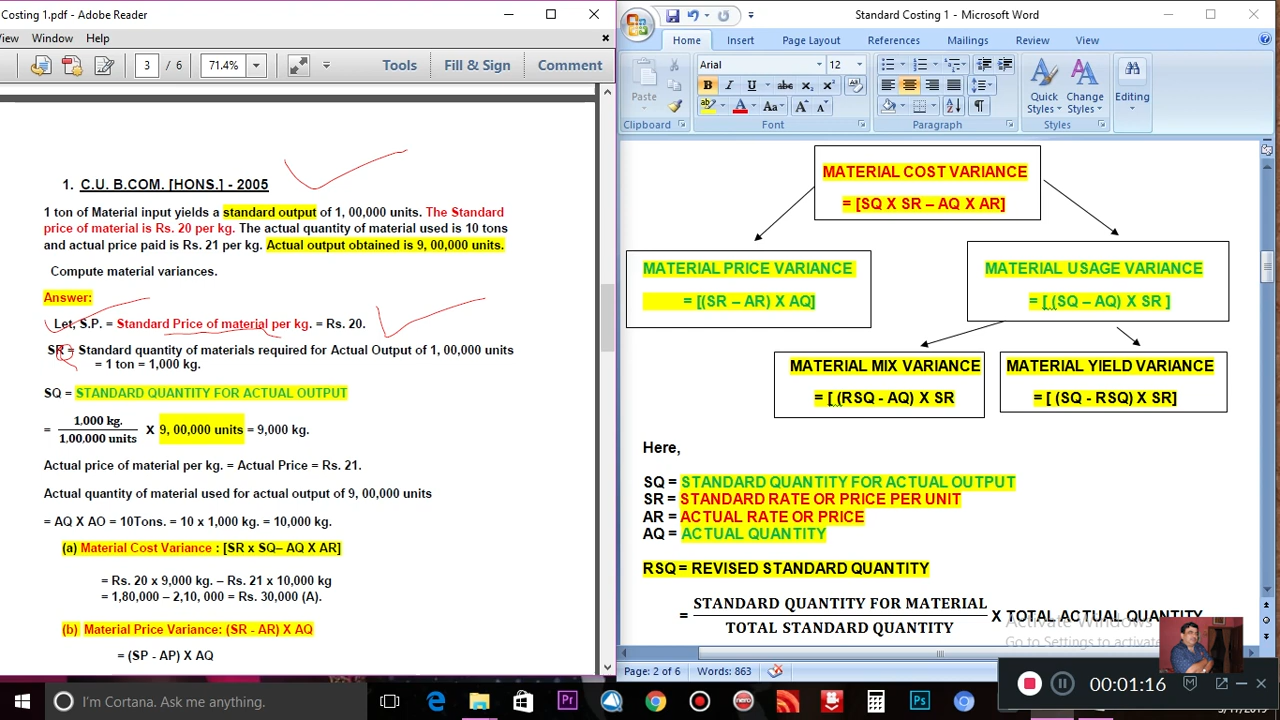 Costing 1.pdf - Adobe Reader
View Window Help
3 / 6 71.4% Tools Fill & Sign Comment
1. C.U. B.COM. [HONS.] - 2005
1 ton of Material input yields a standard output of 1, 00,000 units. The Standard
price of material is Rs. 20 per kg. The actual quantity of material used is 10 tons
and actual price paid is Rs. 21 per kg. Actual output obtained is 9, 00,000 units.
Compute material variances.
Answer:
Let, S.P. = Standard Price of material per kg. = Rs. 20.
SR = Standard quantity of materials required for Actual Output of 1, 00,000 units
= 1 ton = 1,000 kg.
SQ = STANDARD QUANTITY FOR ACTUAL OUTPUT
= 1,000 kg. / 1,00,000 units X 9, 00,000 units = 9,000 kg.
Actual price of material per kg. = Actual Price = Rs. 21.
Actual quantity of material used for actual output of 9, 00,000 units
= AQ X AO = 10Tons. = 10 x 1,000 kg. = 10,000 kg.
(a) Material Cost Variance : [SR x SQ– AQ X AR]
= Rs. 20 x 9,000 kg. – Rs. 21 x 10,000 kg
= 1,80,000 – 2,10, 000 = Rs. 30,000 (A).
(b) Material Price Variance: (SR - AR) X AQ
= (SP - AP) X AQ
Standard Costing 1 - Microsoft Word
Home Insert Page Layout References Mailings Review View
Arial 12
Paste
Quick Styles
Change Styles
Editing
Clipboard Font Paragraph Styles
MATERIAL COST VARIANCE
= [SQ X SR – AQ X AR]
MATERIAL PRICE VARIANCE
= [(SR – AR) X AQ]
MATERIAL USAGE VARIANCE
= [ (SQ – AQ) X SR ]
MATERIAL MIX VARIANCE
= [ (RSQ - AQ) X SR
MATERIAL YIELD VARIANCE
= [ (SQ - RSQ) X SR]
Here,
SQ = STANDARD QUANTITY FOR ACTUAL OUTPUT
SR = STANDARD RATE OR PRICE PER UNIT
AR = ACTUAL RATE OR PRICE
AQ = ACTUAL QUANTITY
RSQ = REVISED STANDARD QUANTITY
= STANDARD QUANTITY FOR MATERIAL / TOTAL STANDARD QUANTITY X TOTAL ACTUAL QUANTITY
Activate Windows
Go to Settings to activate
Page: 2 of 6 Words: 863
00:01:16
I'm Cortana. Ask me anything.